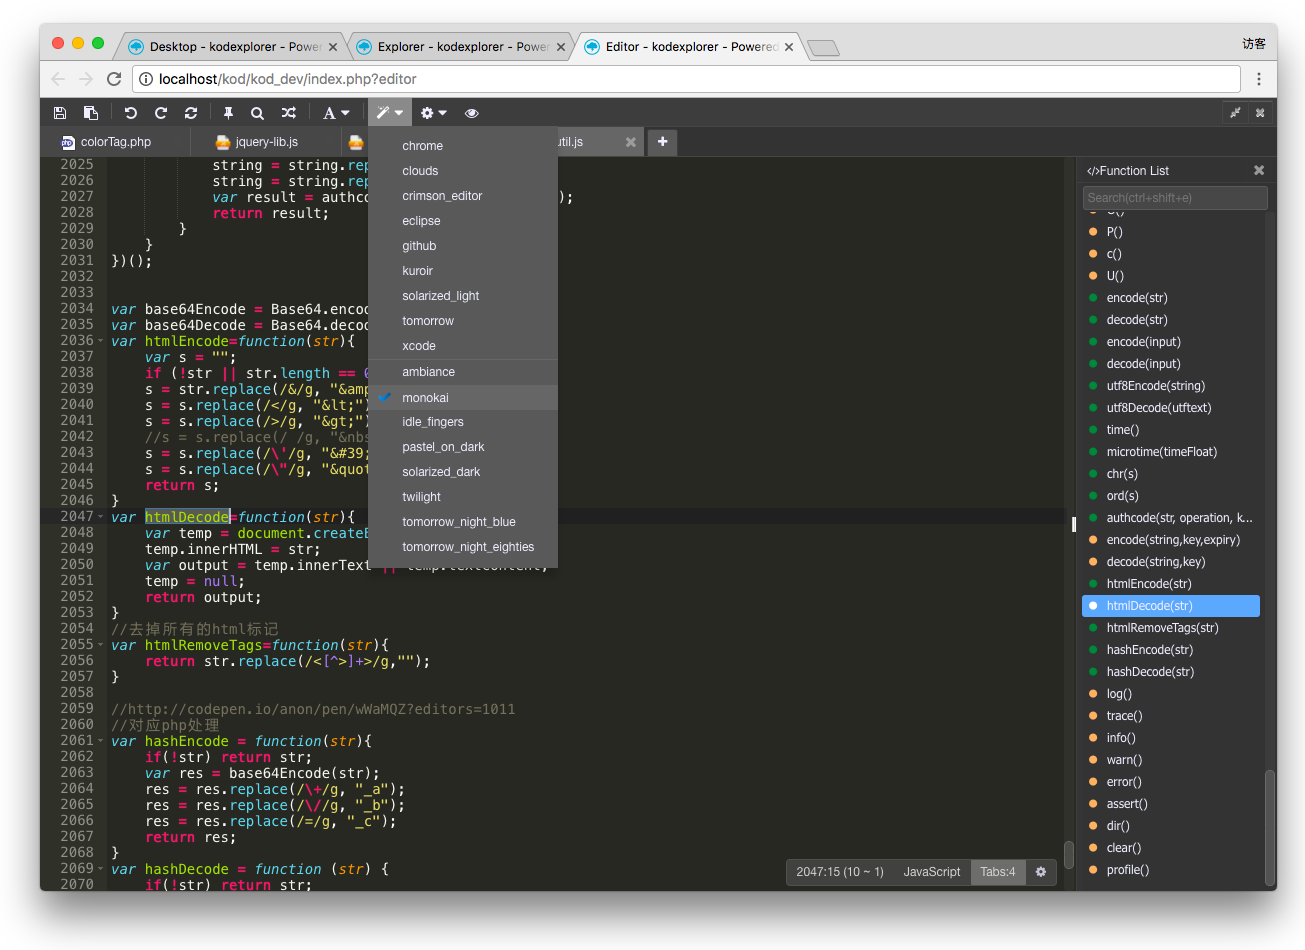 Desktop - kodexplorer - Power
Explorer - kodexplorer - Power
Editor - kodexplorer - Powered
访客
localhost/kod/kod_dev/index.php?editor
A
colorTag.php
jquery-lib.js
util.js
2025 string = string.rep
2026 string = string.rep
2027 var result = authco );
2028 return result;
2029 }
2030 }
2031 })();
2032
2033
2034 var base64Encode = Base64.encod
2035 var base64Decode = Base64.decod
2036 var htmlEncode=function(str){
2037 var s = "";
2038 if (!str || str.length == 0
2039 s = str.replace(/&/g, "&amp
2040 s = s.replace(/</g, "&lt;")
2041 s = s.replace(/>/g, "&gt;")
2042 //s = s.replace(/ /g, "&nbs
2043 s = s.replace(/\'/g, "&#39;
2044 s = s.replace(/\"/g, "&quot
2045 return s;
2046 }
2047 var htmlDecode=function(str){
2048 var temp = document.createE
2049 temp.innerHTML = str;
2050 var output = temp.innerText || temp.textContent;
2051 temp = null;
2052 return output;
2053 }
2054 //去掉所有的html标记
2055 var htmlRemoveTags=function(str){
2056 return str.replace(/<[^>]+>/g,"");
2057 }
2058
2059 //http://codepen.io/anon/pen/wWaMQZ?editors=1011
2060 //对应php处理
2061 var hashEncode = function(str){
2062 if(!str) return str;
2063 var res = base64Encode(str);
2064 res = res.replace(/\+/g, "_a");
2065 res = res.replace(/\//g, "_b");
2066 res = res.replace(/=/g, "_c");
2067 return res;
2068 }
2069 var hashDecode = function (str) {
2070 if(!str) return str;
chrome
clouds
crimson_editor
eclipse
github
kuroir
solarized_light
tomorrow
xcode
ambiance
monokai
idle_fingers
pastel_on_dark
solarized_dark
twilight
tomorrow_night_blue
tomorrow_night_eighties
2047:15 (10 ~ 1) JavaScript Tabs:4
</>Function List
Search(ctrl+shift+e)
P()
c()
U()
encode(str)
decode(str)
encode(input)
decode(input)
utf8Encode(string)
utf8Decode(utftext)
time()
microtime(timeFloat)
chr(s)
ord(s)
authcode(str, operation, k...
encode(string,key,expiry)
decode(string,key)
htmlEncode(str)
htmlDecode(str)
htmlRemoveTags(str)
hashEncode(str)
hashDecode(str)
log()
trace()
info()
warn()
error()
assert()
dir()
clear()
profile()